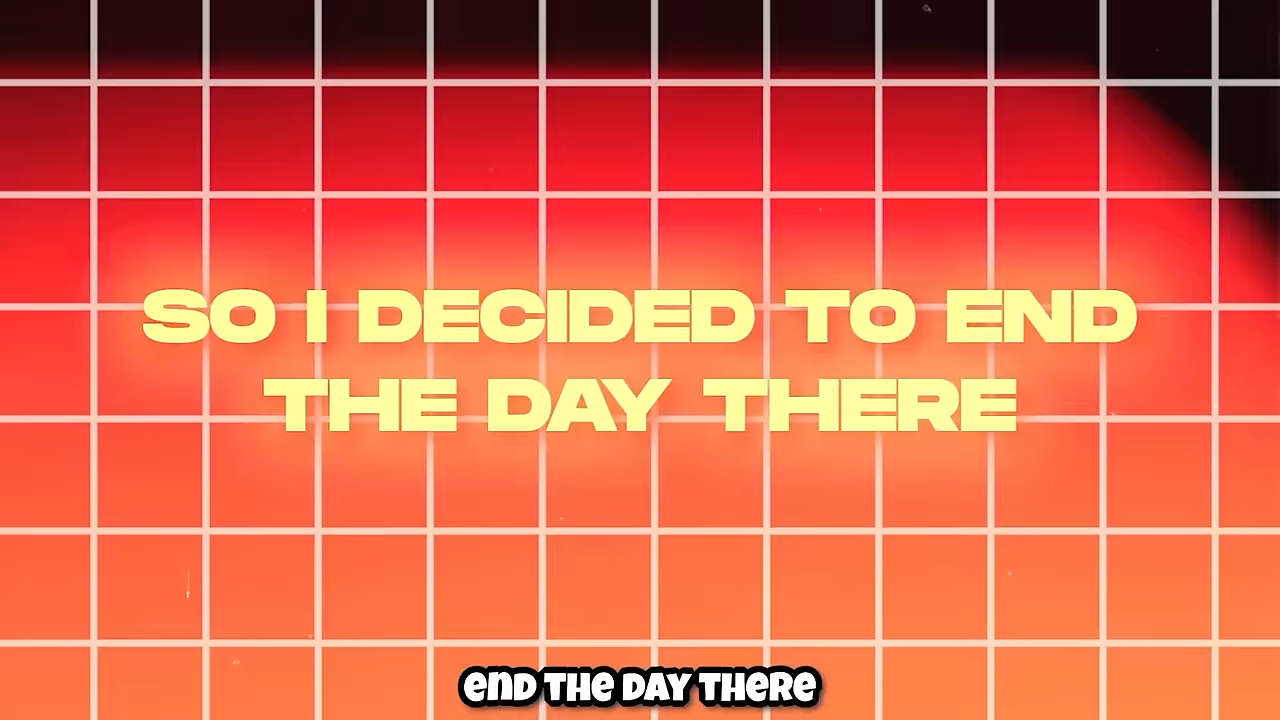 SO I DECIDED TO END
THE DAY THERE
END THE DAY THERE